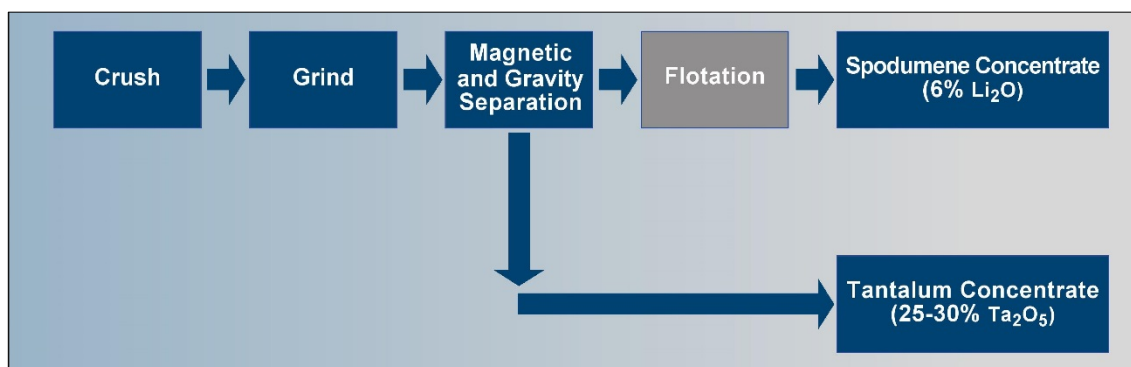 Crush
Grind
Magnetic
and Gravity
Separation
Flotation
Spodumene Concentrate
(6% Li₂O)
Tantalum Concentrate
(25-30% Ta₂O₅)